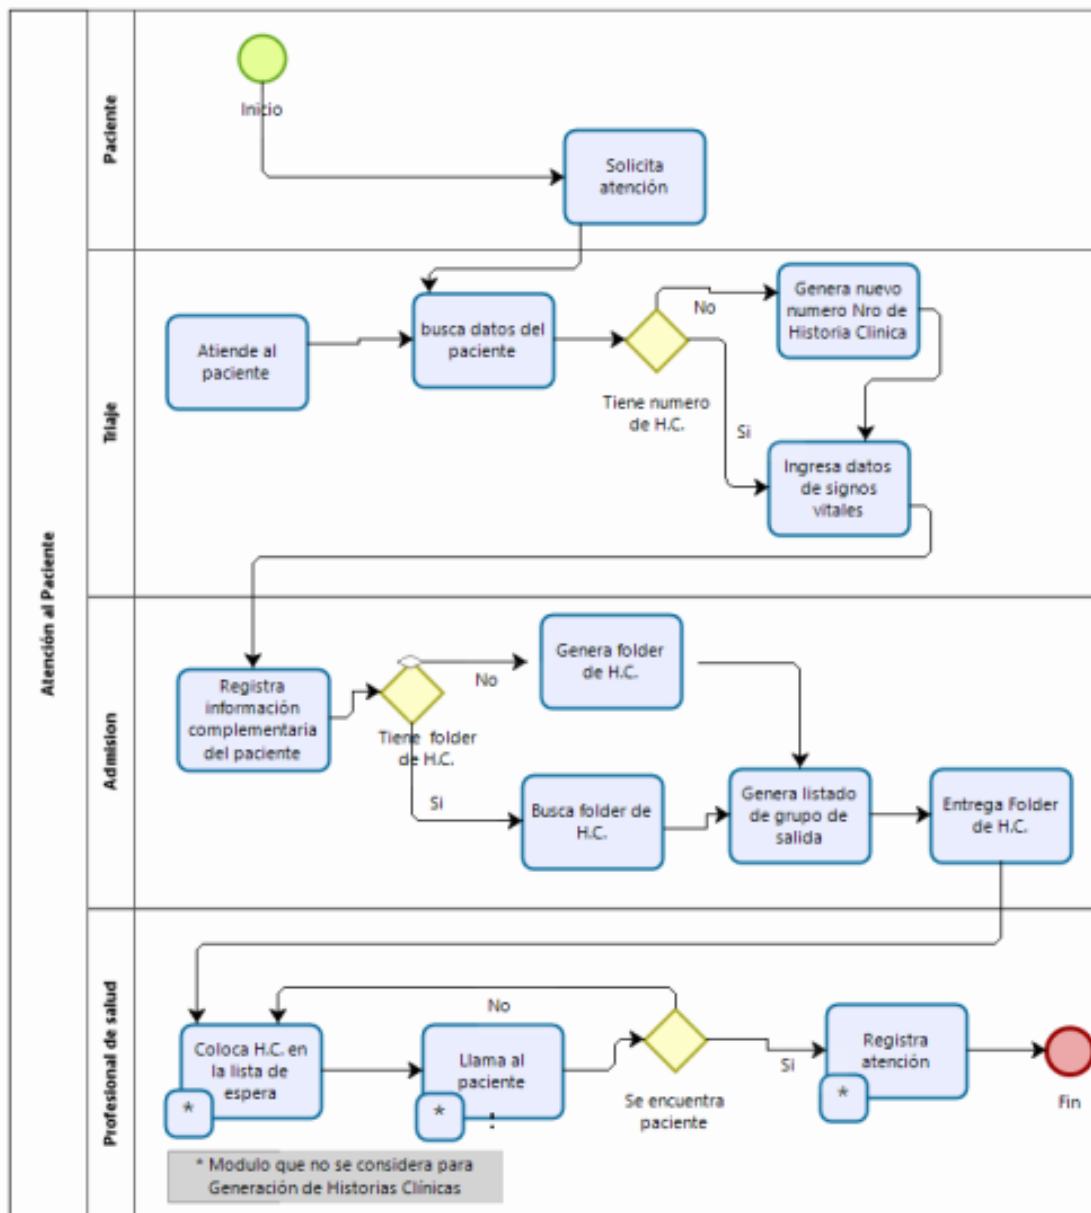 Atención al Paciente
Paciente
Inicio
Solicita
atención
Triaje
Atiende al
paciente
busca datos del
paciente
Tiene numero
de H.C.
No
Si
Genera nuevo
numero Nro de
Historia Clinica
Ingresa datos
de signos
vitales
Admision
Registra
información
complementaria
del paciente
Tiene folder
de H.C.
No
Si
Genera folder
de H.C.
Busca folder de
H.C.
Genera listado
de grupo de
salida
Entrega Folder
de H.C.
Profesional de salud
Coloca H.C. en
la lista de
espera
*
Llama al
paciente
*
No
Se encuentra
paciente
Si
Registra
atención
*
Fin
* Modulo que no se considera para
Generación de Historias Clínicas